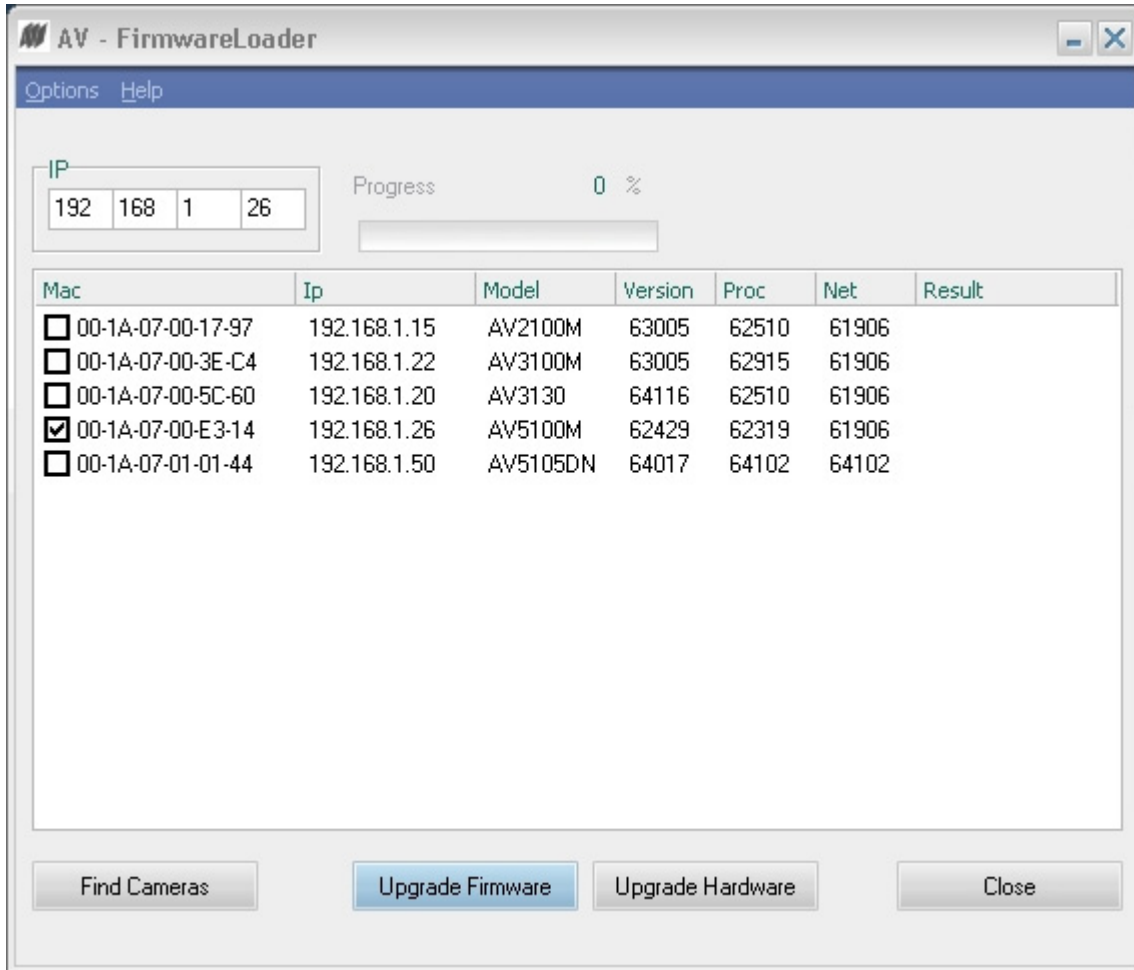 AV - FirmwareLoader
Options Help
IP
192 168 1 26
Progress 0 %
Mac Ip Model Version Proc Net Result
00-1A-07-00-17-97 192.168.1.15 AV2100M 63005 62510 61906
00-1A-07-00-3E-C4 192.168.1.22 AV3100M 63005 62915 61906
00-1A-07-00-5C-60 192.168.1.20 AV3130 64116 62510 61906
00-1A-07-00-E3-14 192.168.1.26 AV5100M 62429 62319 61906
00-1A-07-01-01-44 192.168.1.50 AV5105DN 64017 64102 64102
Find Cameras Upgrade Firmware Upgrade Hardware Close